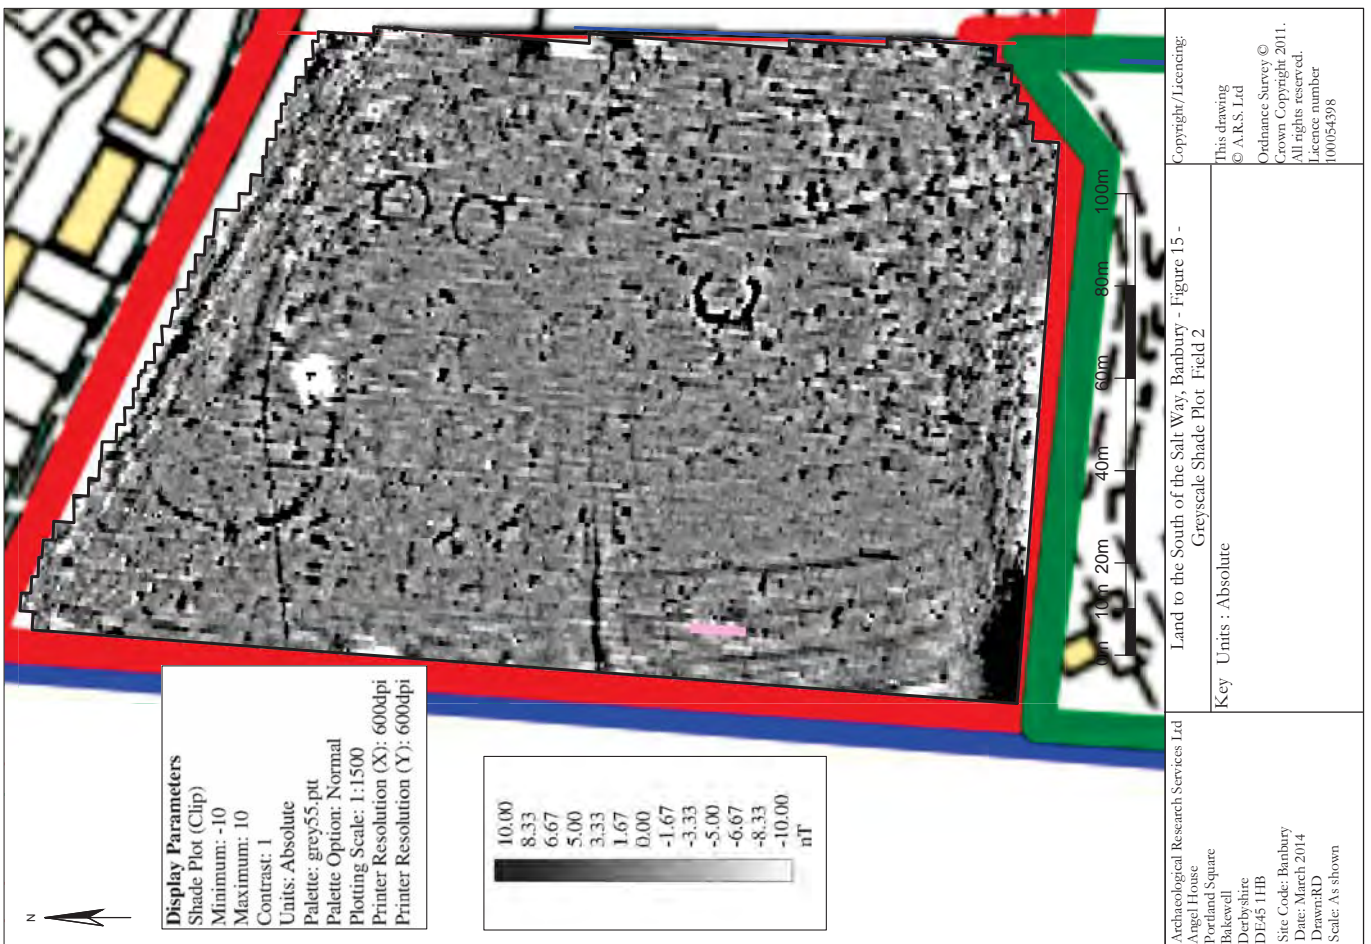 N
Display Parameters
Shade Plot (Clip)
Minimum: -10
Maximum: 10
Contrast: 1
Units: Absolute
Palette: grey55.ptt
Palette Option: Normal
Plotting Scale: 1:1500
Printer Resolution (X): 600dpi
Printer Resolution (Y): 600dpi
10.00
8.33
6.67
5.00
3.33
1.67
0.00
-1.67
-3.33
-5.00
-6.67
-8.33
-10.00
nT
0m 10m 20m 40m 60m 80m 100m
Archaeological Research Services Ltd
Angel House
Portland Square
Bakewell
Derbyshire
DE45 1HB
Site Code: Banbury
Date: March 2014
Drawn:RD
Scale: As shown
Land to the South of the Salt Way, Banbury - Figure 15 -
Greyscale Shade Plot Field 2
Key Units : Absolute
Copyright/Licencing:
This drawing
© A.R.S. Ltd
Ordnance Survey ©
Crown Copyright 2011.
All rights reserved.
Licence number
100054398